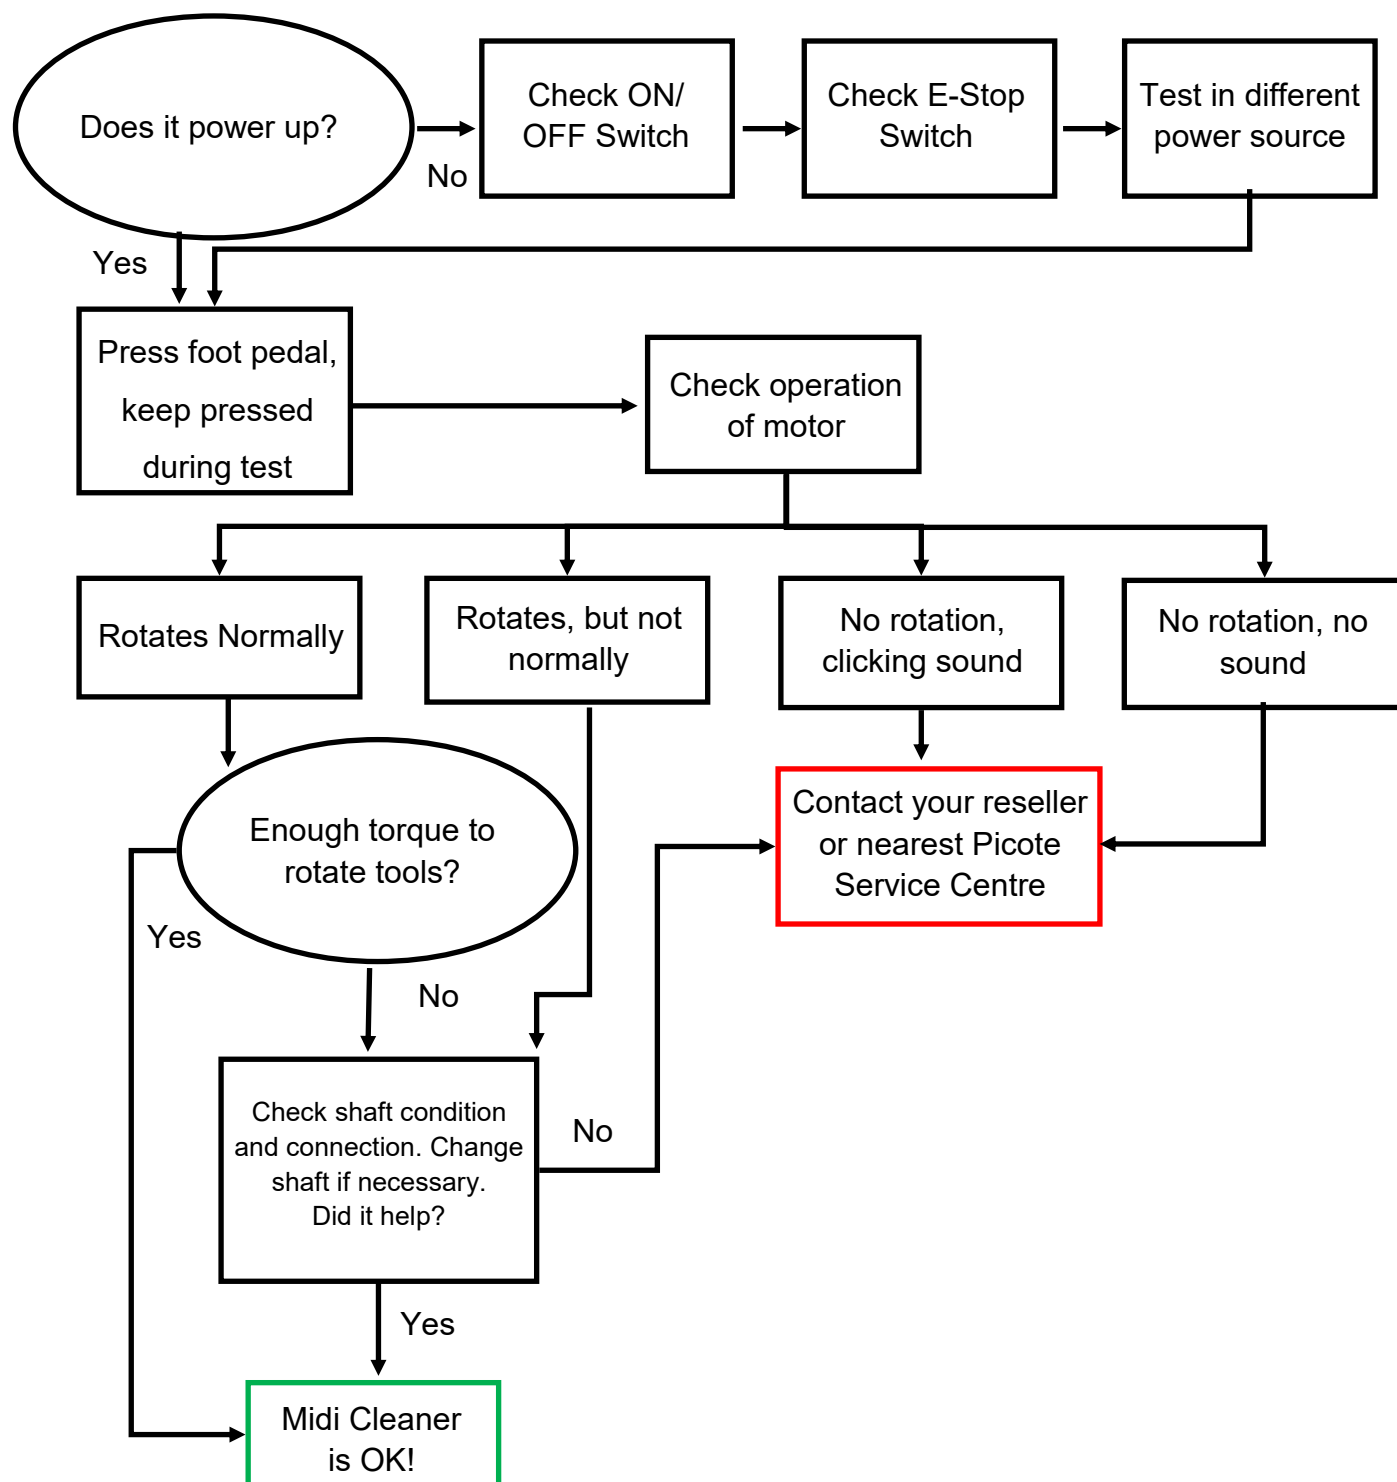 Does it power up?
No
Check ON/
OFF Switch
Check E-Stop
Switch
Test in different
power source
Yes
Press foot pedal,
keep pressed
during test
Check operation
of motor
Rotates Normally
Rotates, but not
normally
No rotation,
clicking sound
No rotation, no
sound
Enough torque to
rotate tools?
Contact your reseller
or nearest Picote
Service Centre
Yes
No
Check shaft condition
and connection. Change
shaft if necessary.
Did it help?
No
Yes
Midi Cleaner
is OK!